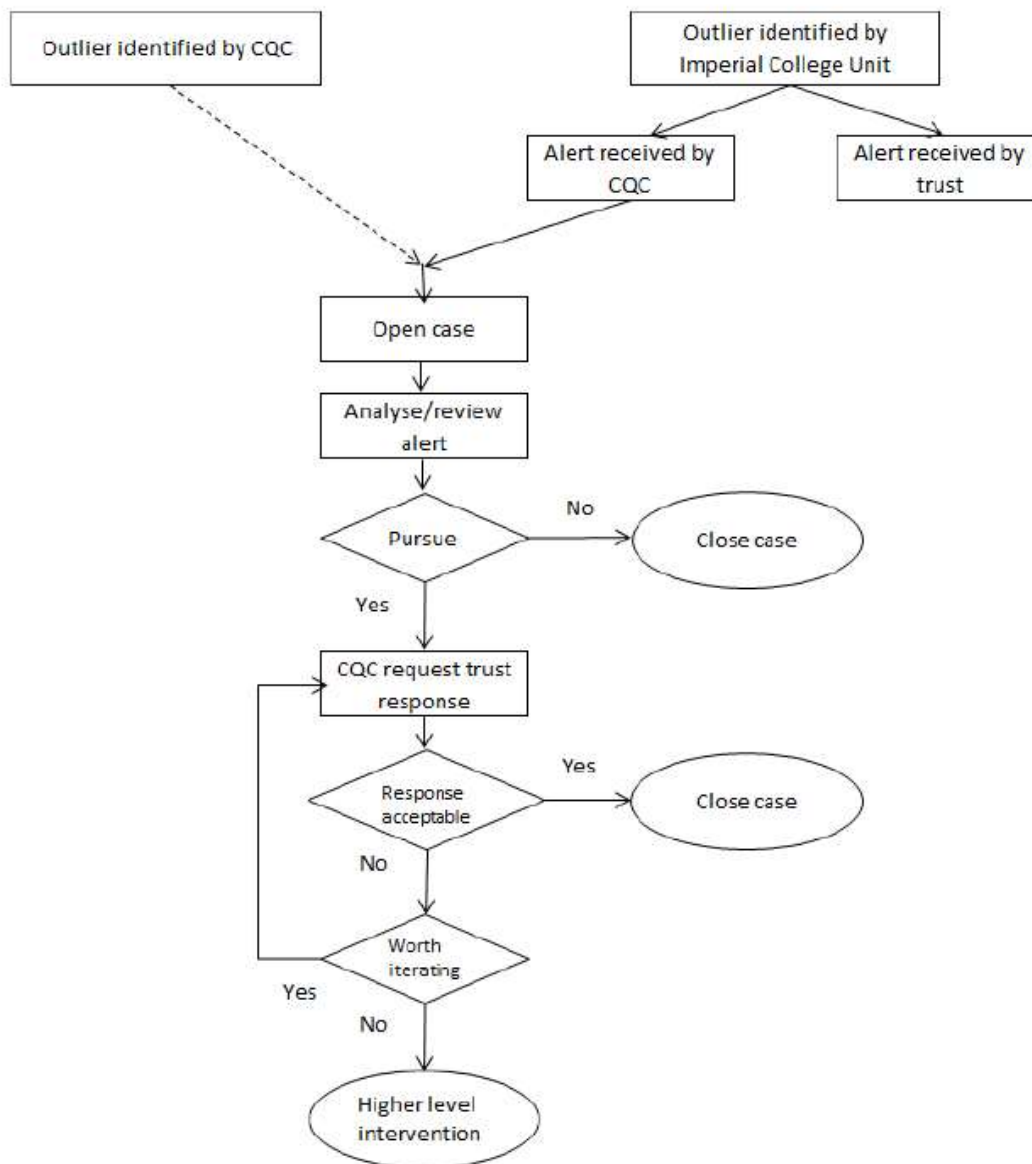 Outlier identified by CQC
Outlier identified by
Imperial College Unit
Alert received by
CQC
Alert received by
trust
Open case
Analyse/review
alert
Pursue
No
Close case
Yes
CQC request trust
response
Response
acceptable
Yes
Close case
No
Worth
iterating
Yes
No
Higher level
intervention